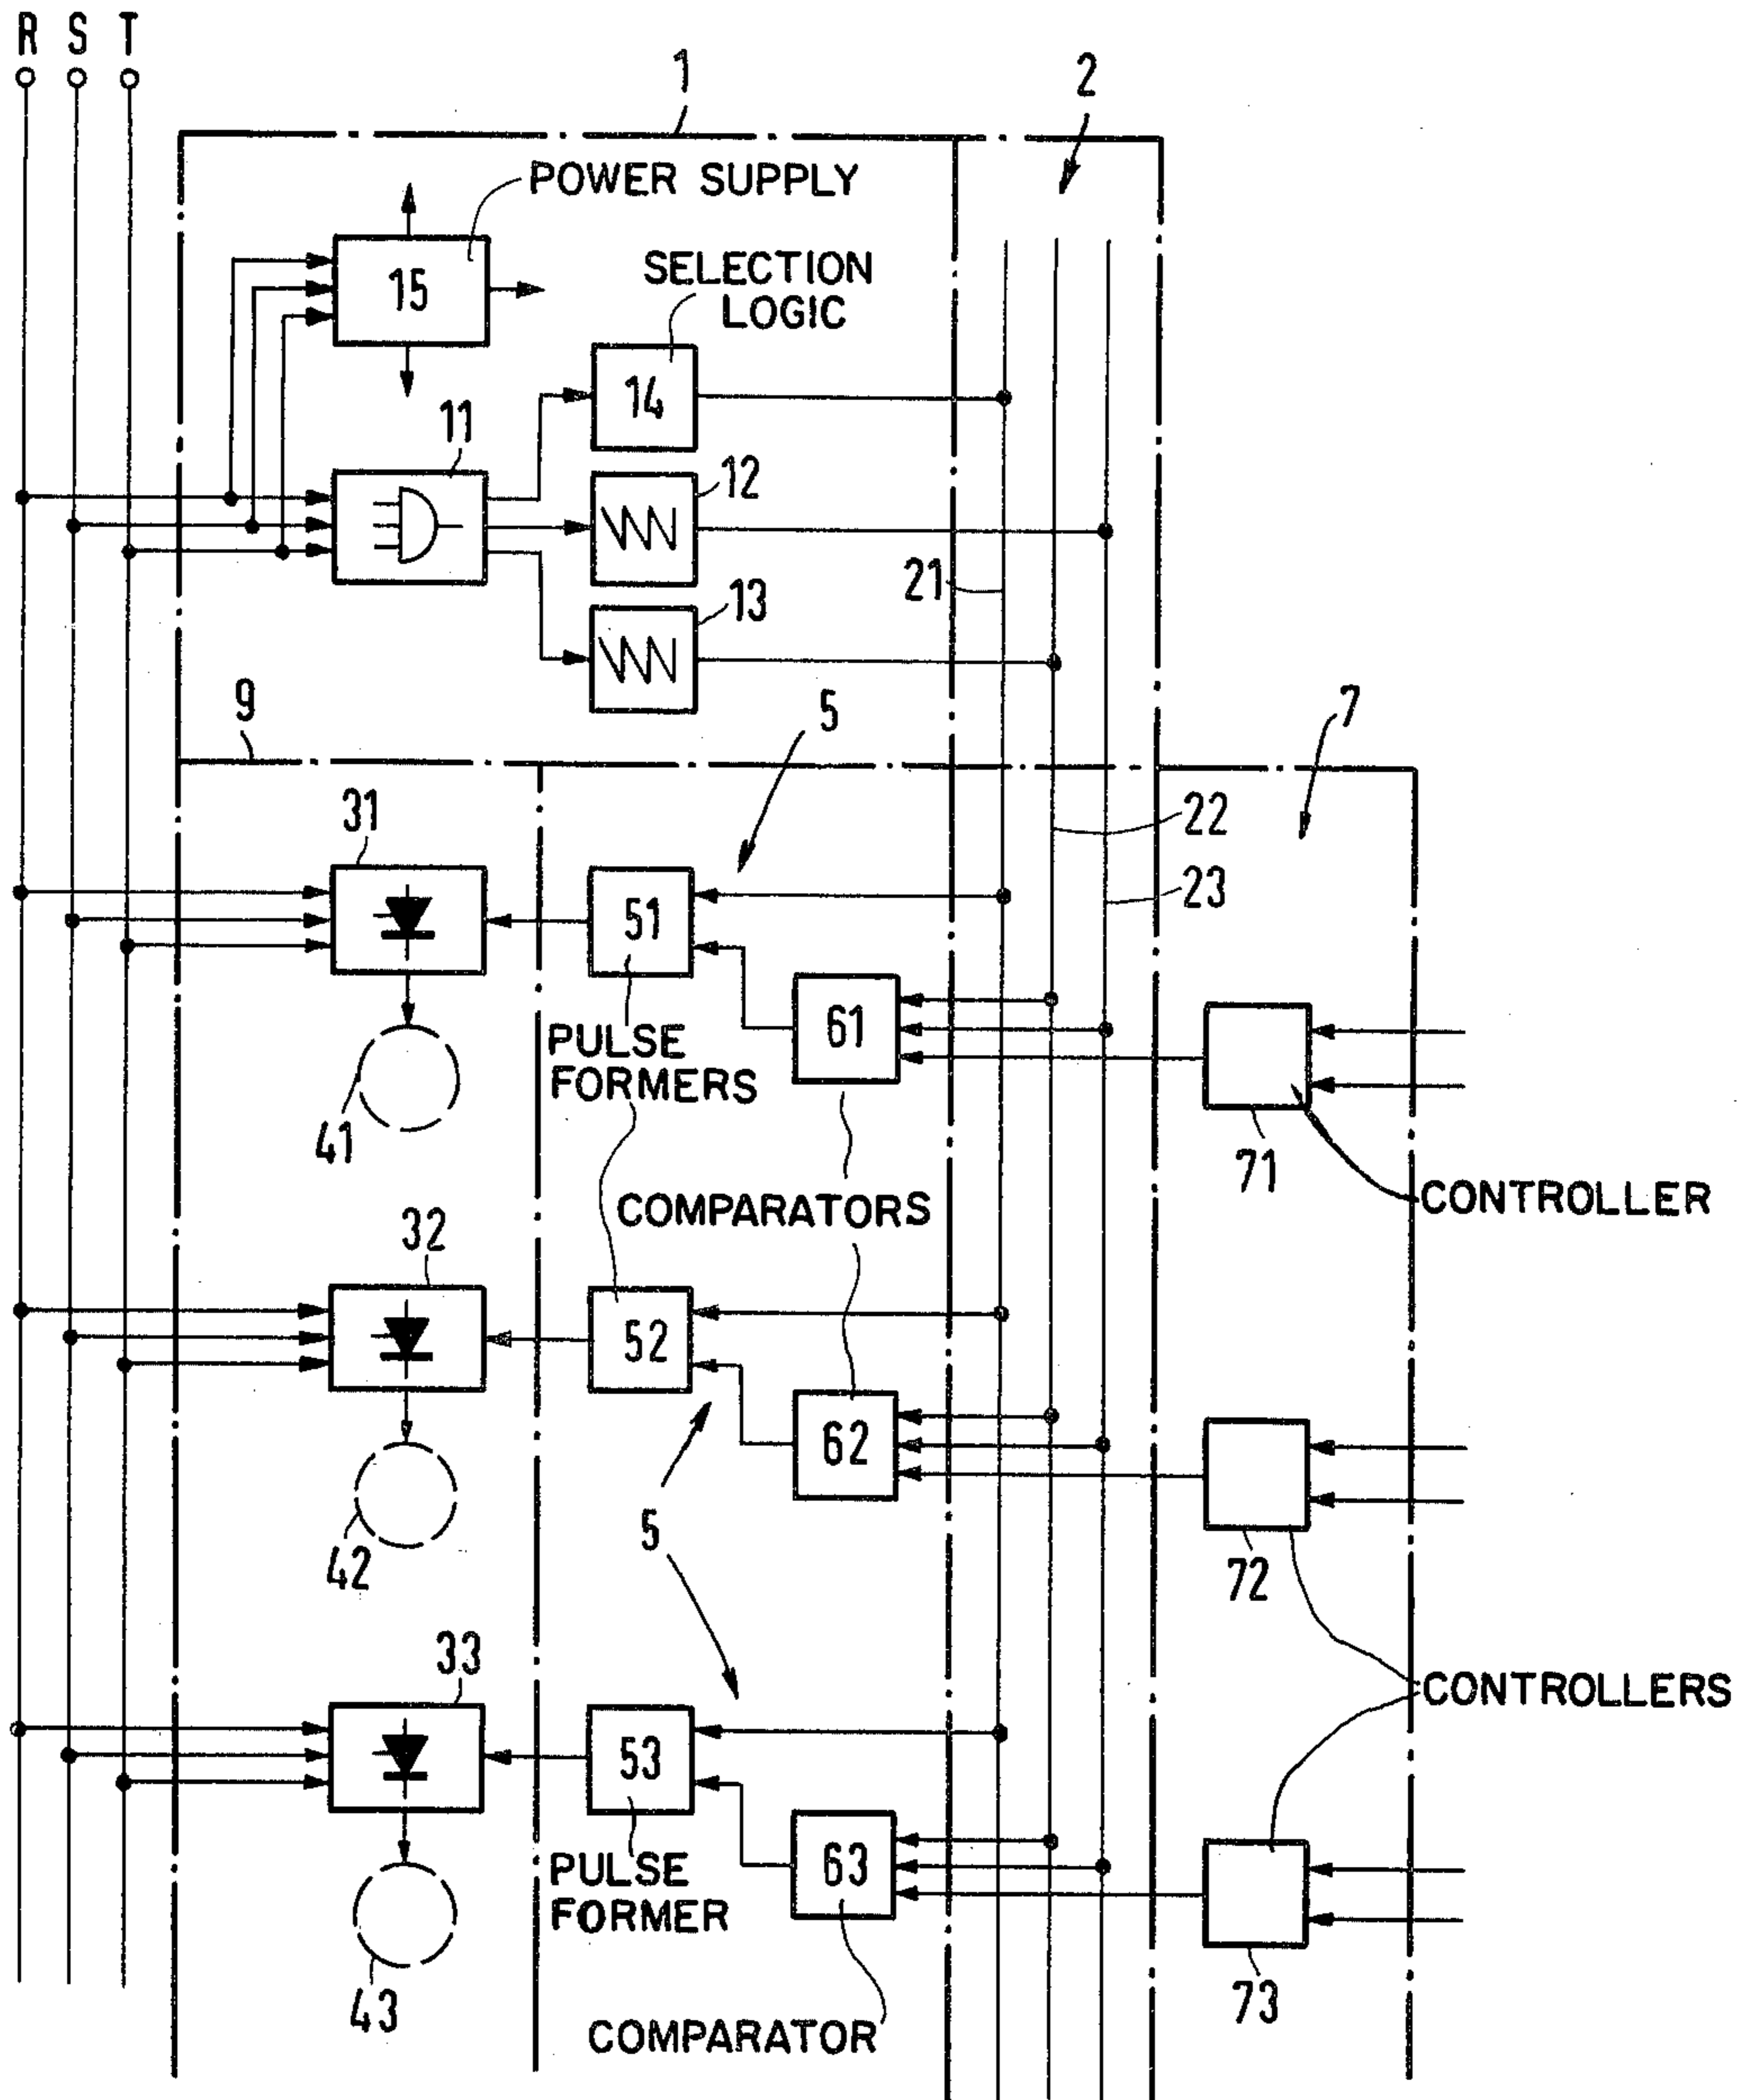 R S T
1
2
POWER SUPPLY
15
SELECTION
LOGIC
14
11
12
21
13
9
5
7
31
22
23
51
61
PULSE
FORMERS
41
71
COMPARATORS
CONTROLLER
32
52
62
42
5
72
33
CONTROLLERS
53
63
PULSE
FORMER
43
73
COMPARATOR